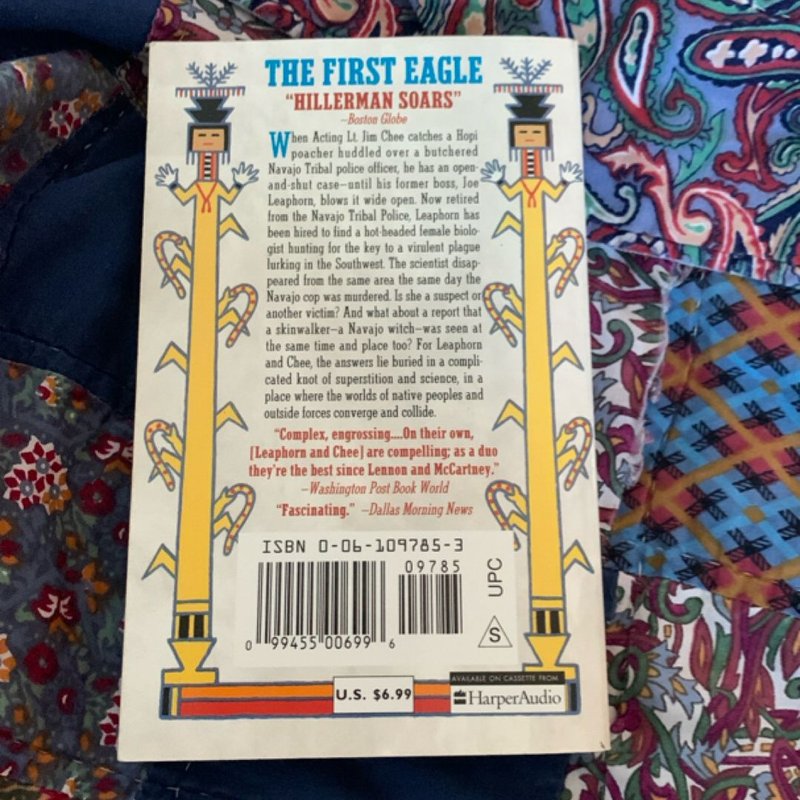 THE FIRST EAGLE
“HILLERMAN SOARS”
–Boston Globe
When Acting Lt. Jim Chee catches a Hopi
poacher huddled over a butchered
Navajo Tribal police officer, he has an open-
and-shut case–until his former boss, Joe
Leaphorn, blows it wide open. Now retired
from the Navajo Tribal Police, Leaphorn has
been hired to find a hot-headed female biolo-
gist hunting for the key to a virulent plague
lurking in the Southwest. The scientist disap-
peared from the same area the same day the
Navajo cop was murdered. Is she a suspect or
another victim? And what about a report that
a skinwalker–a Navajo witch–was seen at
the same time and place too? For Leaphorn
and Chee, the answers lie buried in a compli-
cated knot of superstition and science, in a
place where the worlds of native peoples and
outside forces converge and collide.
“Complex, engrossing....On their own,
[Leaphorn and Chee] are compelling; as a duo
they’re the best since Lennon and McCartney.”
–Washington Post Book World
“Fascinating.” –Dallas Morning News
ISBN 0-06-109785-3
09785
UPC
S
0 99455 00699 6
U.S. $6.99
AVAILABLE ON CASSETTE FROM
HarperAudio